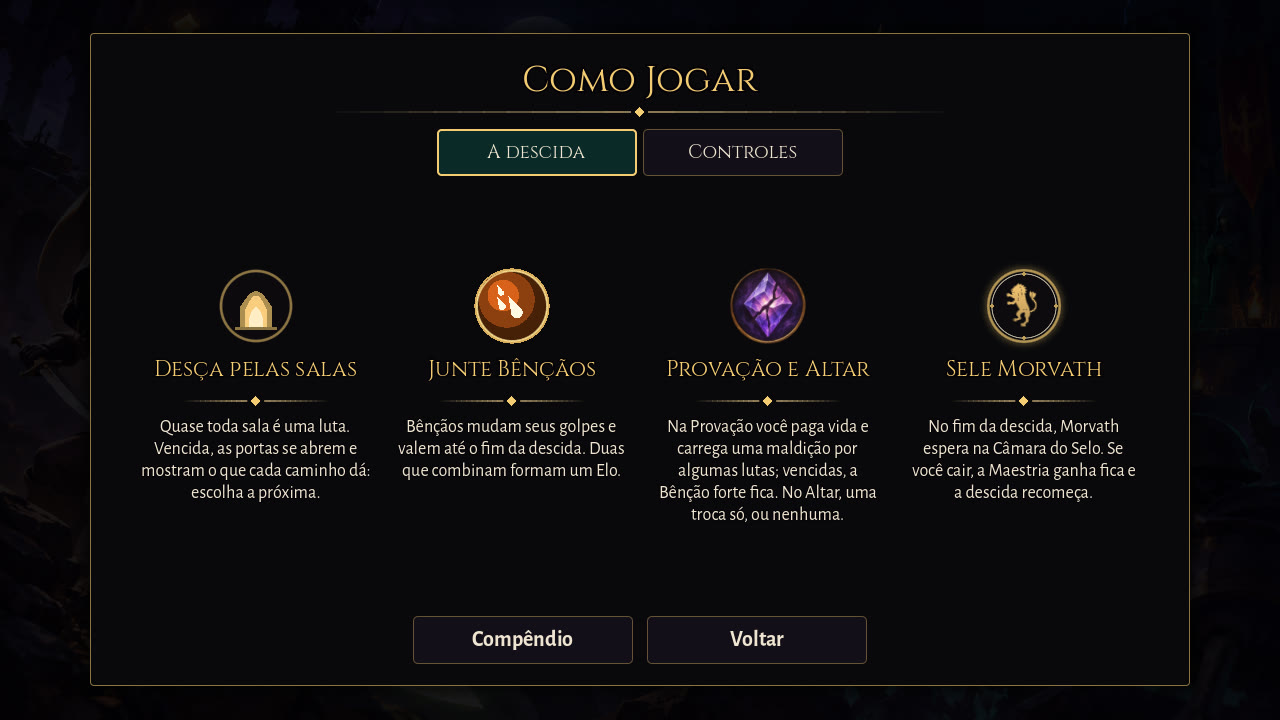 Como Jogar
A descida
Controles
Desça pelas salas
Quase toda sala é uma luta.
Vencida, as portas se abrem e
mostram o que cada caminho dá:
escolha a próxima.
Junte Bênçãos
Bênçãos mudam seus golpes e
valem até o fim da descida. Duas
que combinam formam um Elo.
Provação e Altar
Na Provação você paga vida e
carrega uma maldição por
algumas lutas; vencidas, a
Bênção forte fica. No Altar, uma
troca só, ou nenhuma.
Sele Morvath
No fim da descida, Morvath
espera na Câmara do Selo. Se
você cair, a Maestria ganha fica e
a descida recomeça.
Compêndio
Voltar